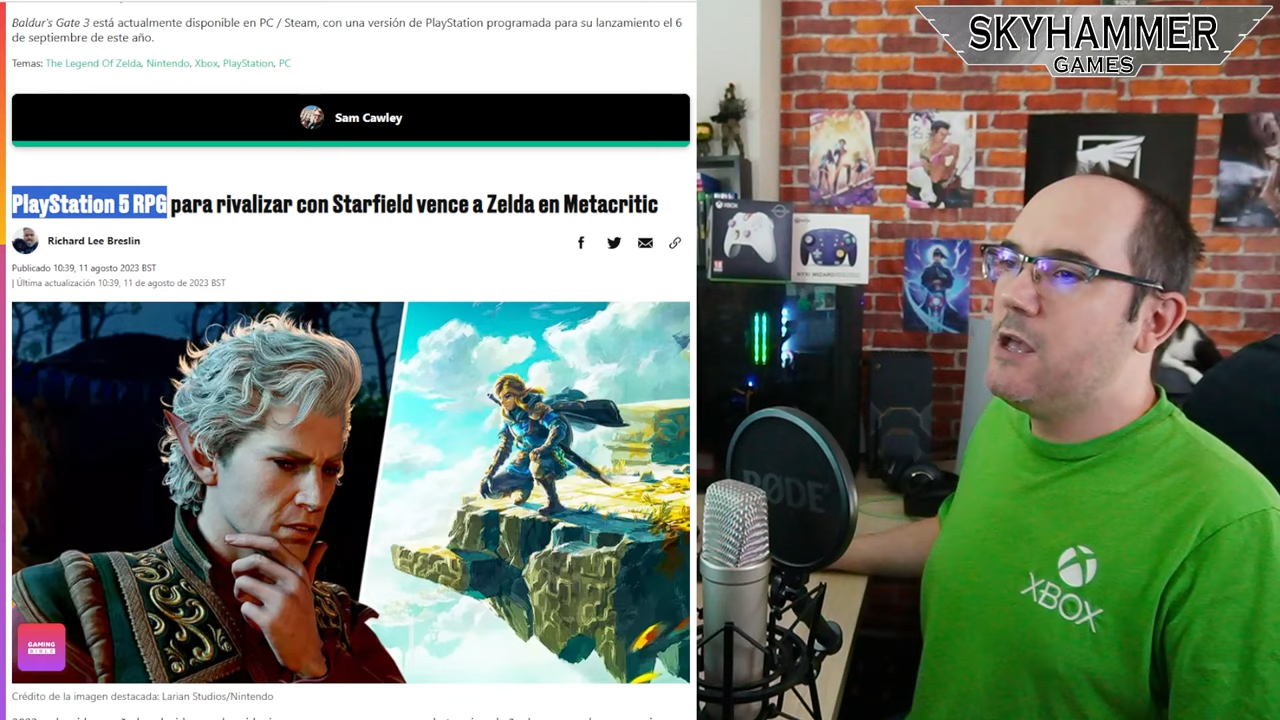 Baldur's Gate 3 está actualmente disponible en PC / Steam, con una versión de PlayStation programada para su lanzamiento el 6
de septiembre de este año.
Temas: The Legend Of Zelda, Nintendo, Xbox, PlayStation, PC
Sam Cawley
PlayStation 5 RPG para rivalizar con Starfield vence a Zelda en Metacritic
Richard Lee Breslin
Publicado 10:39, 11 agosto 2023 BST
| Última actualización 10:39, 11 de agosto de 2023 BST
GAMING
BIBLE
Crédito de la imagen destacada: Larian Studios/Nintendo
SKYHAMMER
GAMES
XBOX
RØDE
XBOX